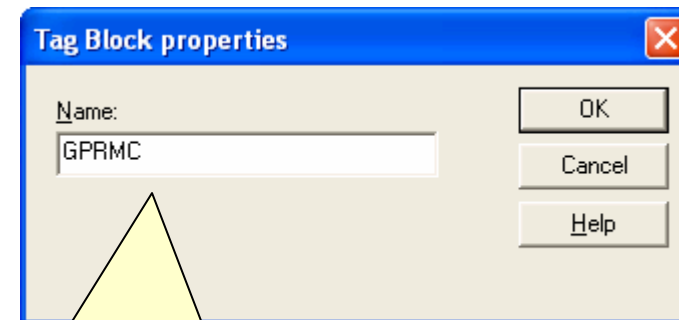 Tag Block properties
Name:
GPRMC
OK
Cancel
Help